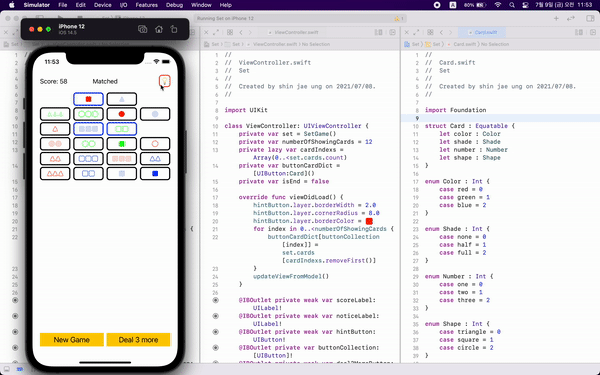 Simulator File Edit Device I/O Features Debug Window Help
80%
7월 9일 (금) 오전 11:53
iPhone 12
iOS 14.5
Running Set on iPhone 12
11:53
Score: 58 Matched
New Game Deal 3 more
ViewController.swift
Set › Set › ViewController.swift › No Selection
//
// ViewController.swift
// Set
//
// Created by shin jae ung on 2021/07/08.
//
import UIKit
class ViewController: UIViewController {
private var set = SetGame()
private var numberOfShowingCards = 12
private lazy var cardIndexs =
Array(0..<set.cards.count)
private var buttonCardDict =
[UIButton:Card]()
private var isEnd = false
override func viewDidLoad() {
hintButton.layer.borderWidth = 2.0
hintButton.layer.cornerRadius = 8.0
hintButton.layer.borderColor =
for index in 0..<numberOfShowingCards {
buttonCardDict[buttonCollection
[index]] =
set.cards
[cardIndexs.removeFirst()]
}
updateViewFromModel()
}
@IBOutlet private weak var scoreLabel:
UILabel!
@IBOutlet private weak var noticeLabel:
UILabel!
@IBOutlet private weak var hintButton:
UIButton!
@IBOutlet private var buttonCollection:
[UIButton]!
Card.swift
Set › Set › Card.swift › No Selection
//
// Card.swift
// Set
//
// Created by shin jae ung on 2021/07/08.
//
import Foundation
struct Card : Equatable {
let color : Color
let shade : Shade
let number : Number
let shape : Shape
}
enum Color : Int {
case red = 0
case green = 1
case blue = 2
}
enum Shade : Int {
case none = 0
case half = 1
case full = 2
}
enum Number : Int {
case one = 0
case two = 1
case three = 2
}
enum Shape : Int {
case triangle = 0
case square = 1
case circle = 2
}